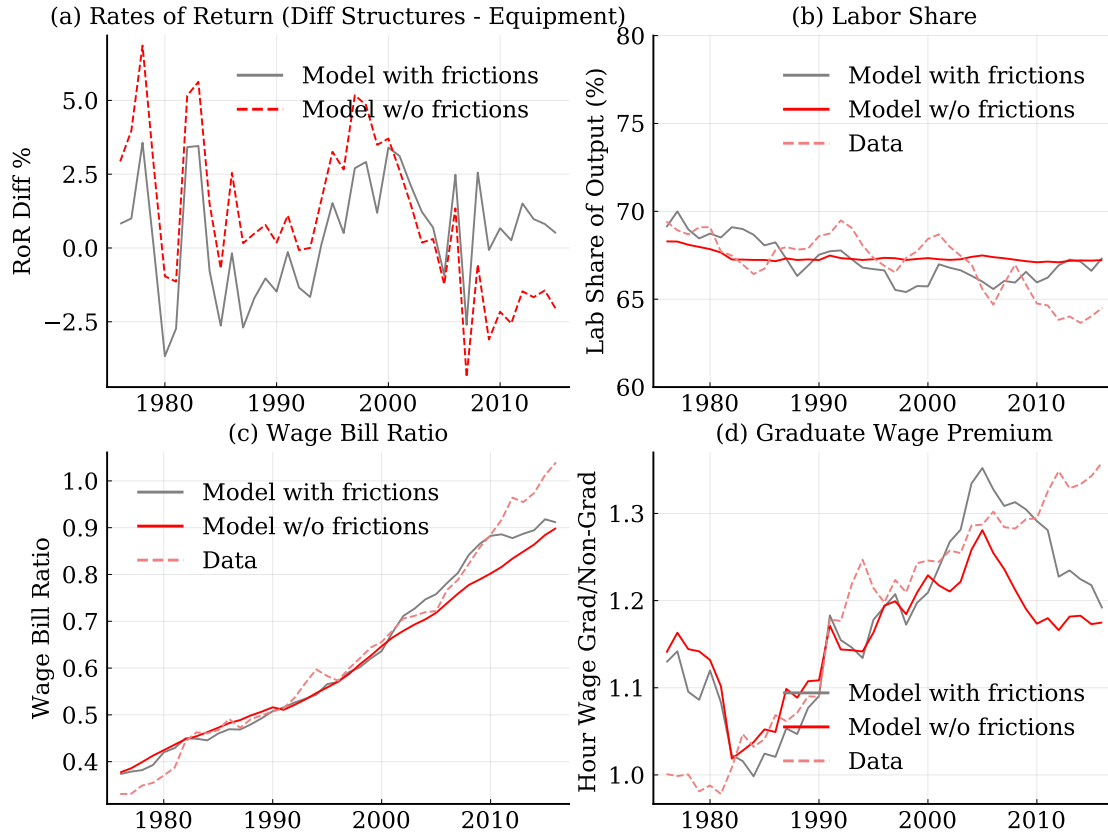 (a) Rates of Return (Diff Structures - Equipment)
RoR Diff %
5.0
2.5
0.0
−2.5
1980
1990
2000
2010
Model with frictions
Model w/o frictions
(b) Labor Share
Lab Share of Output (%)
80
75
70
65
60
1980
1990
2000
2010
Model with frictions
Model w/o frictions
Data
(c) Wage Bill Ratio
Wage Bill Ratio
1.0
0.9
0.8
0.7
0.6
0.5
0.4
1980
1990
2000
2010
Model with frictions
Model w/o frictions
Data
(d) Graduate Wage Premium
Hour Wage Grad/Non-Grad
1.3
1.2
1.1
1.0
1980
1990
2000
2010
Model with frictions
Model w/o frictions
Data